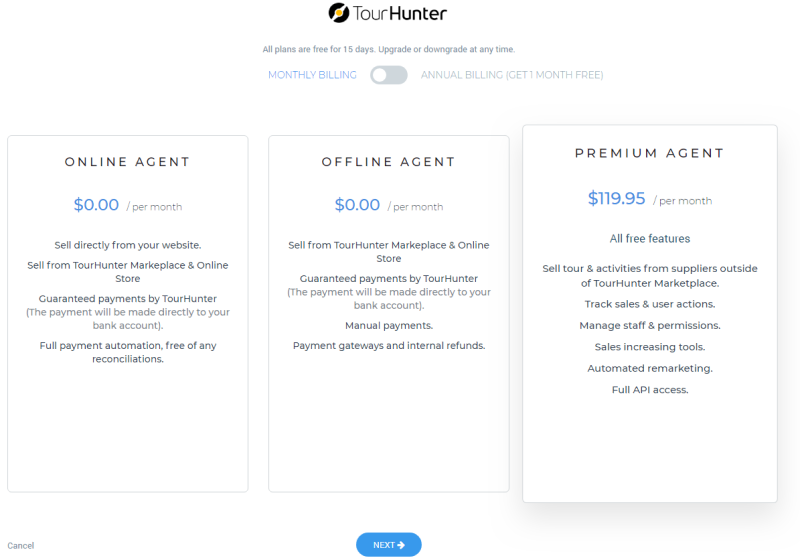 TourHunter
All plans are free for 15 days. Upgrade or downgrade at any time.
MONTHLY BILLING
ANNUAL BILLING (GET 1 MONTH FREE)
ONLINE AGENT
$0.00 / per month
Sell directly from your website.
Sell from TourHunter Markeplace & Online
Store
Guaranteed payments by TourHunter
(The payment will be made directly to your
bank account).
Full payment automation, free of any
reconciliations.
OFFLINE AGENT
$0.00 / per month
Sell from TourHunter Markeplace & Online
Store
Guaranteed payments by TourHunter
(The payment will be made directly to your
bank account).
Manual payments.
Payment gateways and internal refunds.
PREMIUM AGENT
$119.95 / per month
All free features
Sell tour & activities from suppliers outside
of TourHunter Marketplace.
Track sales & user actions.
Manage staff & permissions.
Sales increasing tools.
Automated remarketing.
Full API access.
Cancel
NEXT